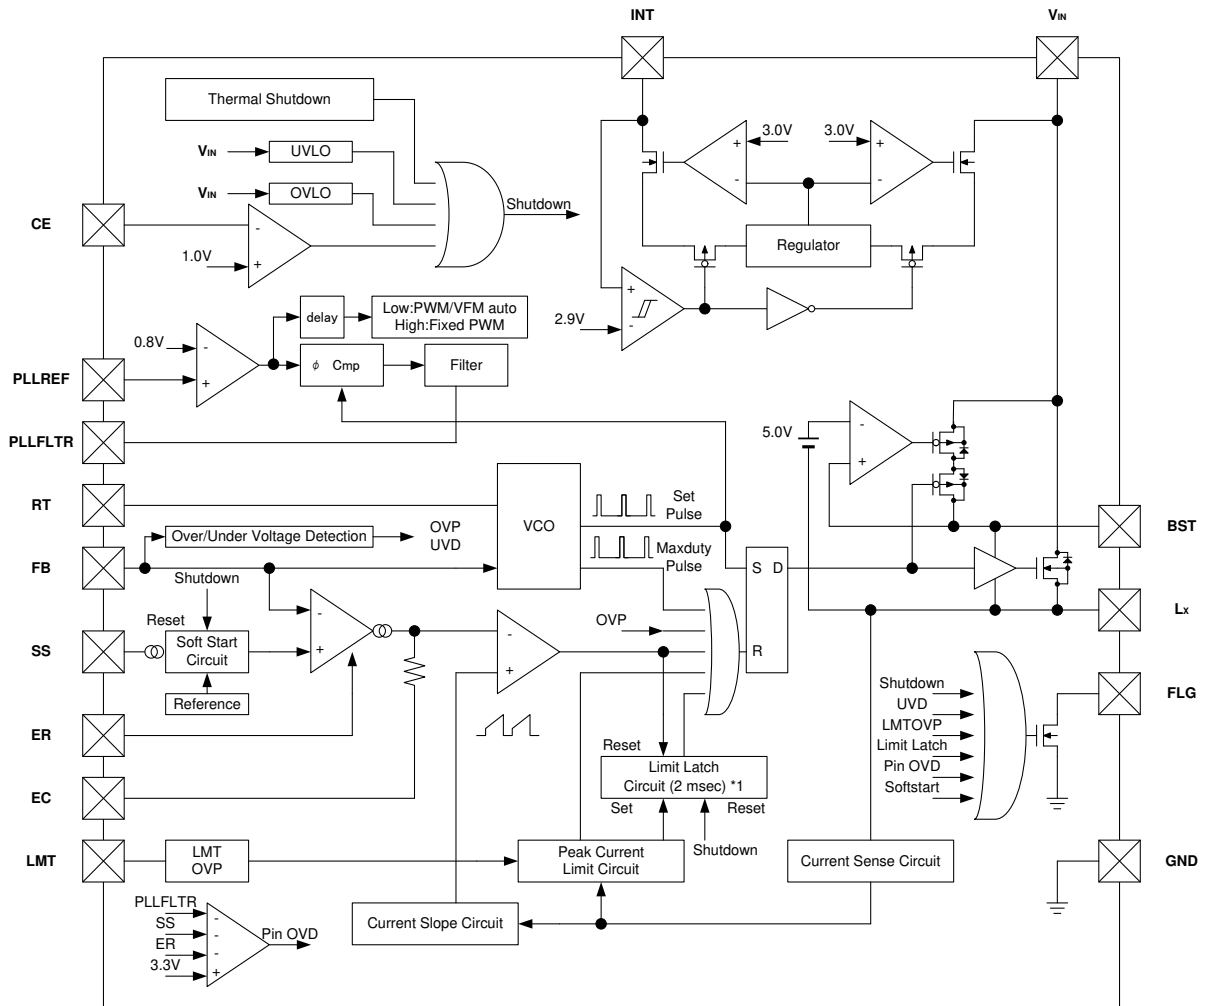 INT
VIN
Thermal Shutdown
VIN
UVLO
VIN
OVLO
Shutdown
CE
-
+
1.0V
3.0V
3.0V
+
-
+
-
Regulator
+
-
2.9V
delay
Low:PWM/VFM auto
High:Fixed PWM
0.8V
-
+
ϕ Cmp
Filter
PLLREF
PLLFLTR
5.0V
-
+
RT
VCO
Set
Pulse
BST
Over/Under Voltage Detection
OVP
UVD
Maxduty
Pulse
FB
S D
R
Shutdown
Reset
LX
SS
Soft Start
Circuit
-
+
-
+
OVP
Reference
ER
Shutdown
UVD
LMTOVP
Limit Latch
Pin OVD
Softstart
FLG
Reset
Limit Latch
Circuit (2 msec) *1
Set
Reset
EC
Shutdown
LMT
LMT
OVP
Peak Current
Limit Circuit
Current Sense Circuit
GND
Current Slope Circuit
PLLFLTR
SS
ER
3.3V
-
-
-
+
Pin OVD